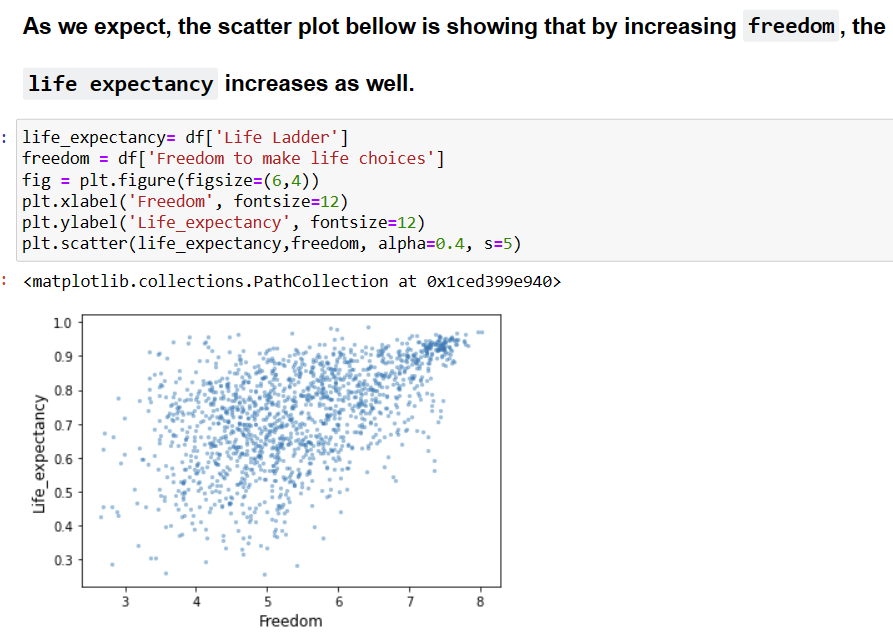 As we expect, the scatter plot bellow is showing that by increasing freedom, the
life expectancy increases as well.
: life_expectancy= df['Life Ladder']
freedom = df['Freedom to make life choices']
fig = plt.figure(figsize=(6,4))
plt.xlabel('Freedom', fontsize=12)
plt.ylabel('Life_expectancy', fontsize=12)
plt.scatter(life_expectancy,freedom, alpha=0.4, s=5)
: <matplotlib.collections.PathCollection at 0x1ced399e940>
1.0
0.9
0.8
0.7
0.6
0.5
0.4
0.3
Life_expectancy
3 4 5 6 7 8
Freedom